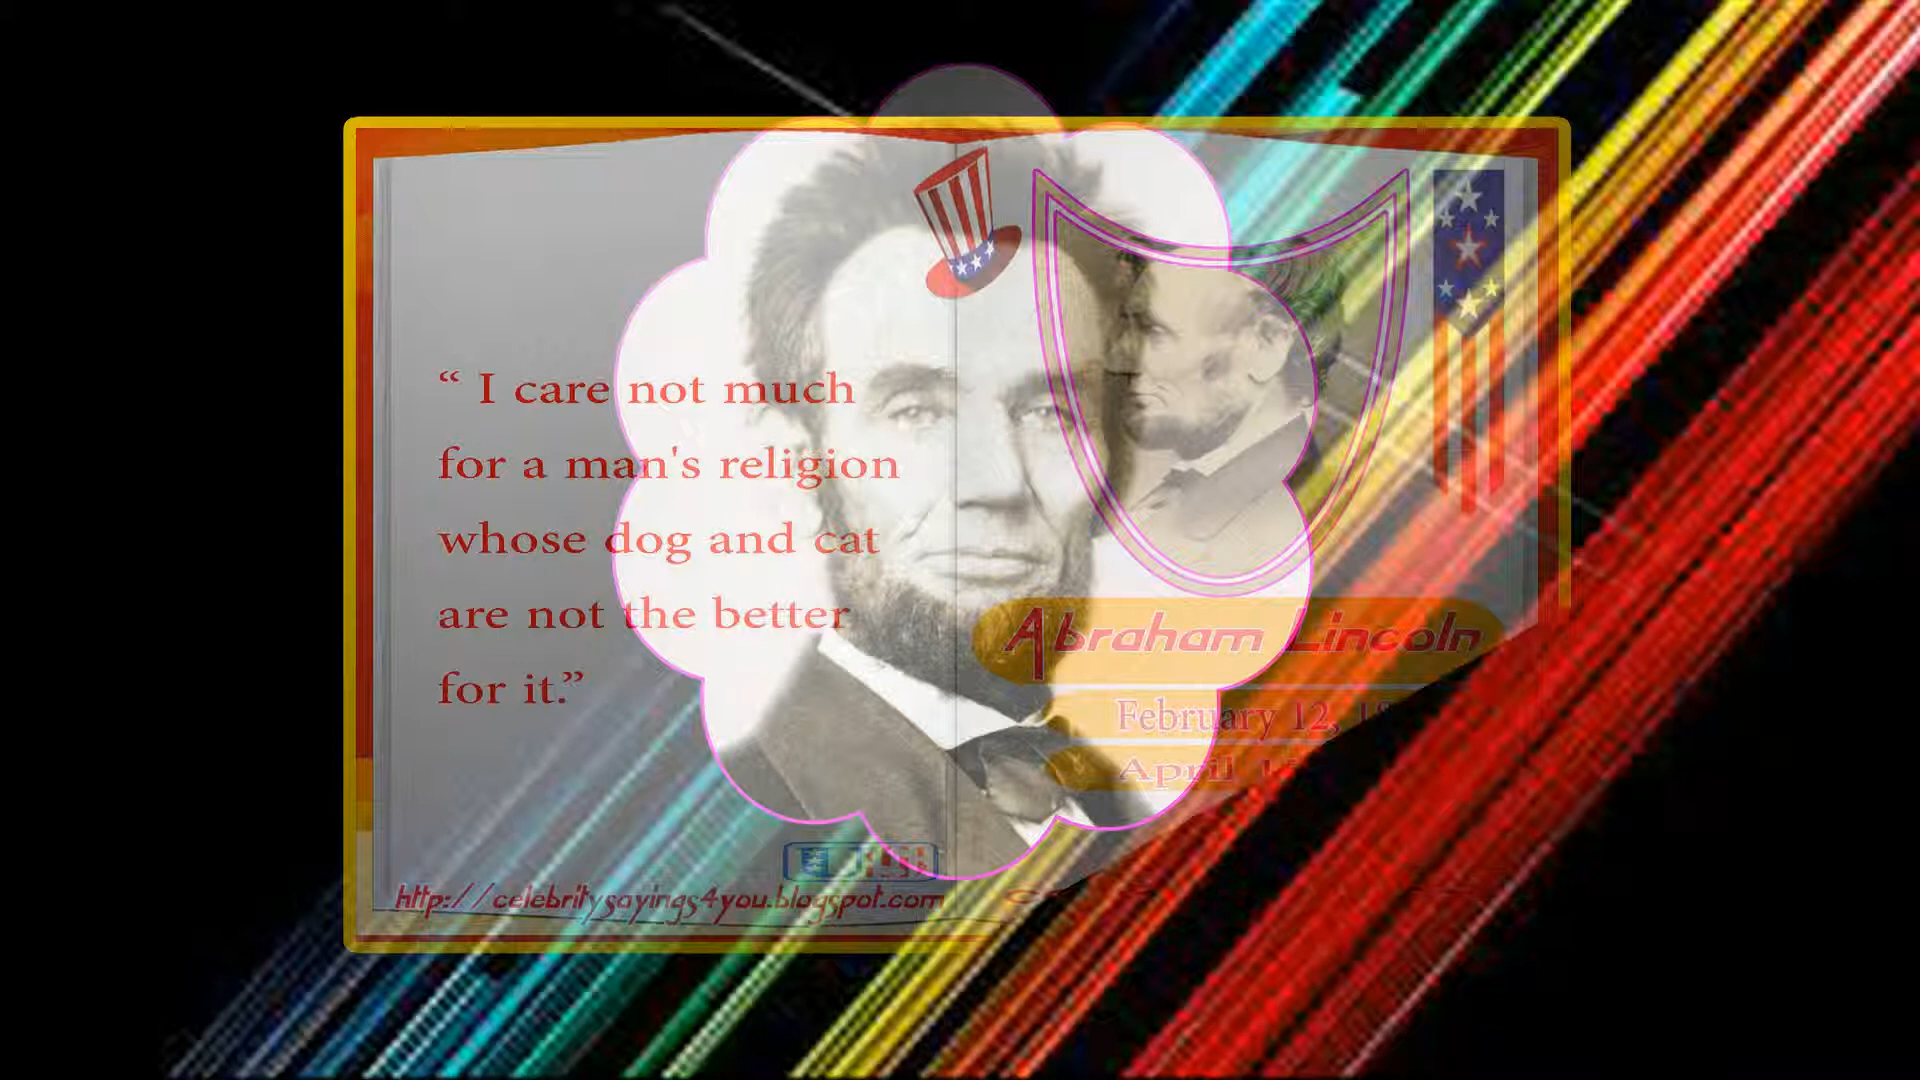 “ I care not much
for a man's religion
whose dog and cat
are not the better
for it.”
Abraham Lincoln
February 12,
April
http://celebritysayings4you.blogspot.com